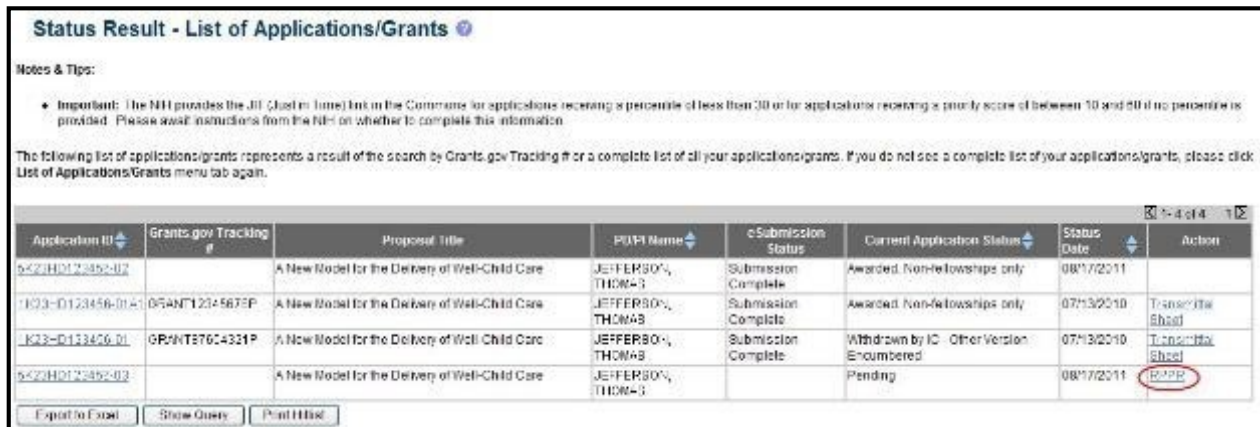 Status Result - List of Applications/Grants
Notes & Tips:
Important: The NIH provides the JIT (Just in Time) link in the Commons for applications receiving a percentile of less than 30 or for applications receiving a priority score of between 10 and 60 if no percentile is
provided. Please await instructions from the NIH on whether to complete this information.
The following list of applications/grants represents a result of the search by Grants.gov Tracking # or a complete list of all your applications/grants. If you do not see a complete list of your applications/grants, please click
List of Applications/Grants menu tab again.
1-4 of 4 1
Application ID Grants.gov Tracking # Proposal Title PD/PI Name eSubmission Status Current Application Status Status Date Action
A New Model for the Delivery of Well-Child Care JEFFERSON, THOMAS Submission Complete Awarded. Non-fellowships only 08/17/2011
1K23HD123456-01A1 A New Model for the Delivery of Well-Child Care JEFFERSON, THOMAS Submission Complete Awarded. Non-fellowships only 07/13/2010 Transmittal Sheet
1K23HD123456-01 GRANT87654321P A New Model for the Delivery of Well-Child Care JEFFERSON, THOMAS Submission Complete Withdrawn by IC Other Version Encumbered 07/13/2010 Transmittal Sheet
A New Model for the Delivery of Well-Child Care JEFFERSON, THOMAS Pending 08/17/2011 RPPR
Export to Excel Show Query Print Hitlist